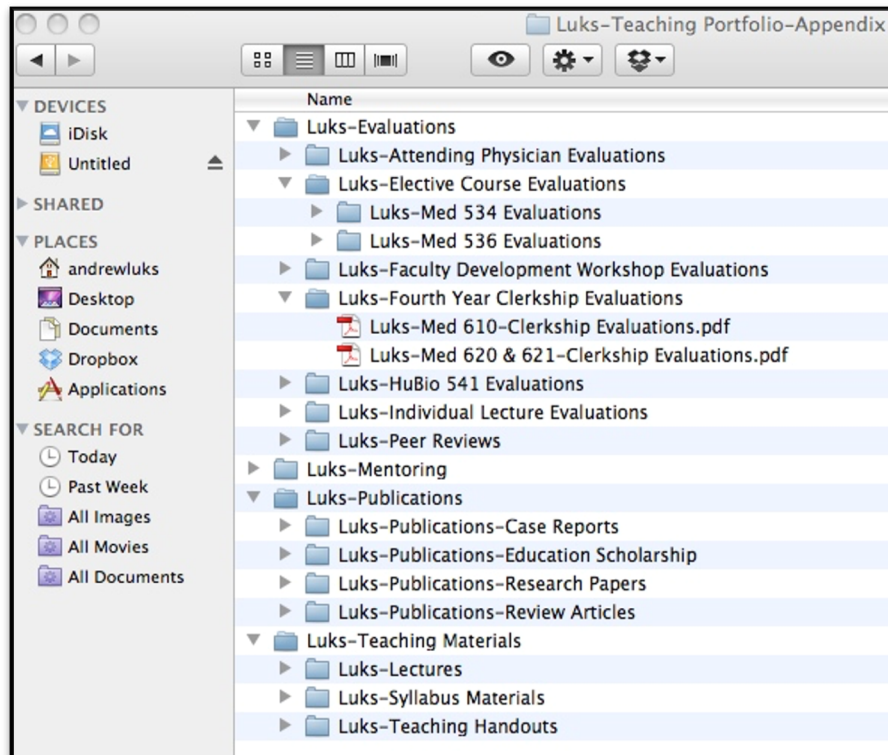 Luks-Teaching Portfolio-Appendix
DEVICES
iDisk
Untitled
SHARED
PLACES
andrewluks
Desktop
Documents
Dropbox
Applications
SEARCH FOR
Today
Past Week
All Images
All Movies
All Documents
Name
Luks-Evaluations
Luks-Attending Physician Evaluations
Luks-Elective Course Evaluations
Luks-Med 534 Evaluations
Luks-Med 536 Evaluations
Luks-Faculty Development Workshop Evaluations
Luks-Fourth Year Clerkship Evaluations
Luks-Med 610-Clerkship Evaluations.pdf
Luks-Med 620 & 621-Clerkship Evaluations.pdf
Luks-HuBio 541 Evaluations
Luks-Individual Lecture Evaluations
Luks-Peer Reviews
Luks-Mentoring
Luks-Publications
Luks-Publications-Case Reports
Luks-Publications-Education Scholarship
Luks-Publications-Research Papers
Luks-Publications-Review Articles
Luks-Teaching Materials
Luks-Lectures
Luks-Syllabus Materials
Luks-Teaching Handouts